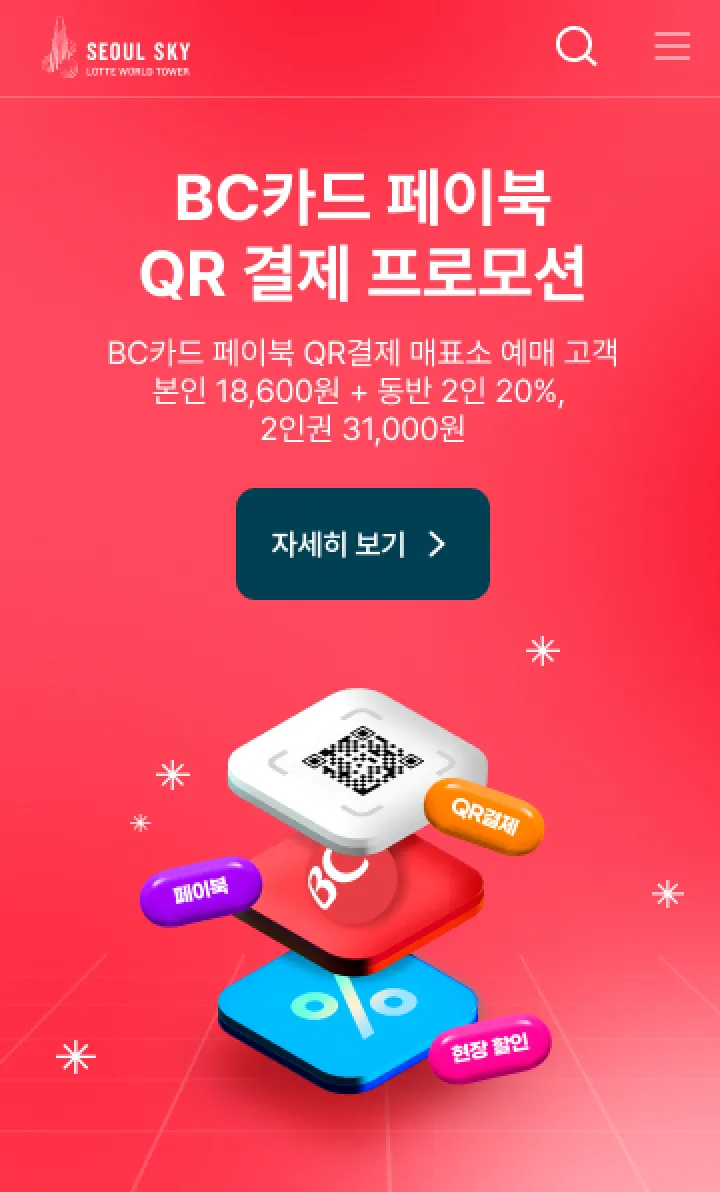 SEOUL SKY
LOTTE WORLD TOWER
BC카드 페이북
QR 결제 프로모션
BC카드 페이북 QR결제 매표소 예매 고객
본인 18,600원 + 동반 2인 20%,
2인권 31,000원
자세히 보기
QR결제
BC
페이북
%
현장 할인